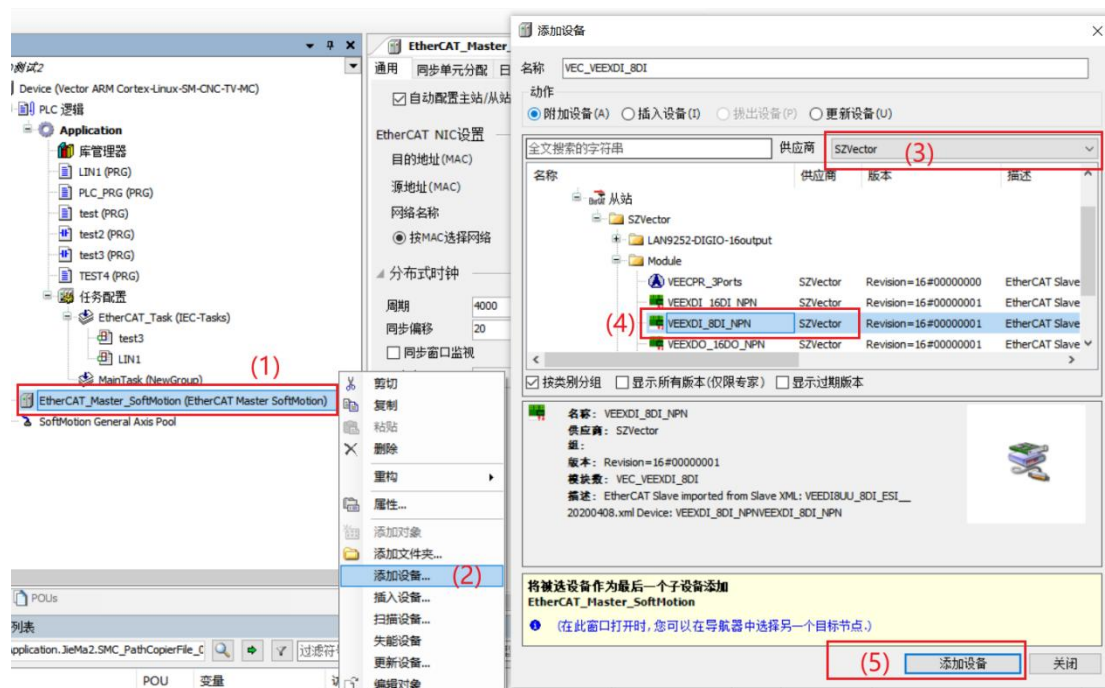 Device (Vector ARM Cortex-Linux-SM-CNC-TV-MC)
PLC 逻辑
Application
库管理器
LIN1 (PRG)
PLC_PRG (PRG)
test (PRG)
test2 (PRG)
test3 (PRG)
TEST4 (PRG)
任务配置
EtherCAT_Task (IEC-Tasks)
test3
LIN1
(1)
MainTask (NewGroup)
EtherCAT_Master_SoftMotion (EtherCAT Master SoftMotion)
SoftMotion General Axis Pool
POUs
列表
pplication.JieMa2.SMC_PathCopierFile_C
过滤符
POU 变量
剪切
复制
粘贴
删除
重构
属性...
添加对象
添加文件夹...
添加设备... (2)
插入设备...
扫描设备...
失能设备
更新设备...
编辑对象
EtherCAT_Master_
通用 同步单元分配 日
自动配置主站/从站
EtherCAT NIC设置
目的地址(MAC)
源地址(MAC)
网络名称
按MAC选择网络
分布式时钟
周期 4000
同步偏移 20
同步窗口监视
添加设备
名称 VEC_VEEXDI_8DI
动作
附加设备(A) 插入设备(I) 拔出设备(P) 更新设备(U)
全文搜索的字符串 供应商 SZVector (3)
名称 供应商 版本 描述
从站
SZVector
LAN9252-DIGIO-16output
Module
VEECPR_3Ports SZVector Revision=16#00000000 EtherCAT Slave
VEEXDI_16DI_NPN SZVector Revision=16#00000001 EtherCAT Slave
(4) VEEXDI_8DI_NPN SZVector Revision=16#00000001 EtherCAT Slave
VEEXDO_16DO_NPN SZVector Revision=16#00000001 EtherCAT Slave
按类别分组 显示所有版本(仅限专家) 显示过期版本
名称: VEEXDI_8DI_NPN
供应商: SZVector
组:
版本: Revision=16#00000001
模块数: VEC_VEEXDI_8DI
描述: EtherCAT Slave imported from Slave XML: VEEDI8UU_8DI_ESI__
20200408.xml Device: VEEXDI_8DI_NPNVEEXDI_8DI_NPN
将被选设备作为最后一个子设备添加
EtherCAT_Master_SoftMotion
(在此窗口打开时,您可以在导航器中选择另一个目标节点.)
(5) 添加设备 关闭